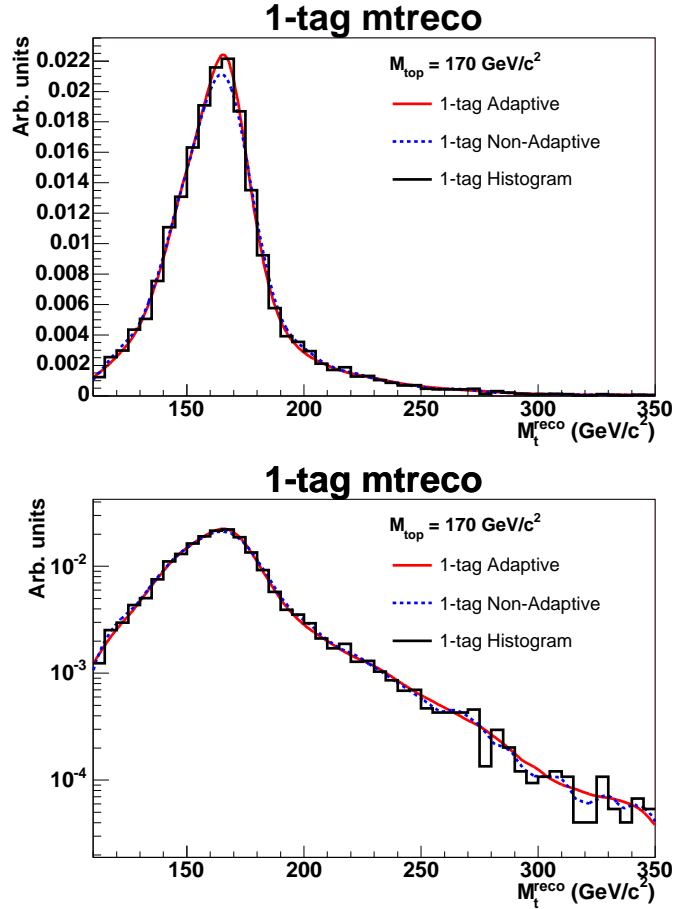 1-tag mtreco
Arb. units
0.022
0.02
0.018
0.016
0.014
0.012
0.01
0.008
0.006
0.004
0.002
0
M_top = 170 GeV/c^2
1-tag Adaptive
1-tag Non-Adaptive
1-tag Histogram
150 200 250 300 350
M_t^reco (GeV/c^2)
1-tag mtreco
Arb. units
10^-2
10^-3
10^-4
M_top = 170 GeV/c^2
1-tag Adaptive
1-tag Non-Adaptive
1-tag Histogram
150 200 250 300 350
M_t^reco (GeV/c^2)